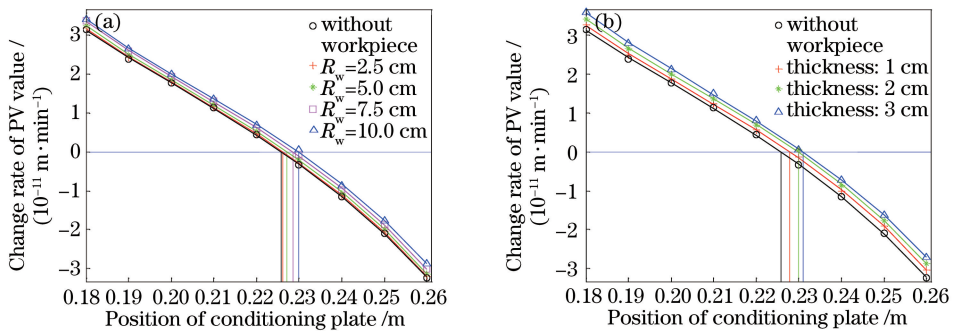 (a)
without
workpiece
R_w=2.5 cm
R_w=5.0 cm
R_w=7.5 cm
R_w=10.0 cm
Change rate of PV value /
(10⁻¹¹ m·min⁻¹)
3
2
1
0
−1
−2
−3
0.18 0.19 0.20 0.21 0.22 0.23 0.24 0.25 0.26
Position of conditioning plate /m
(b)
without
workpiece
thickness: 1 cm
thickness: 2 cm
thickness: 3 cm
Change rate of PV value /
(10⁻¹¹ m·min⁻¹)
3
2
1
0
−1
−2
−3
0.18 0.19 0.20 0.21 0.22 0.23 0.24 0.25 0.26
Position of conditioning plate /m